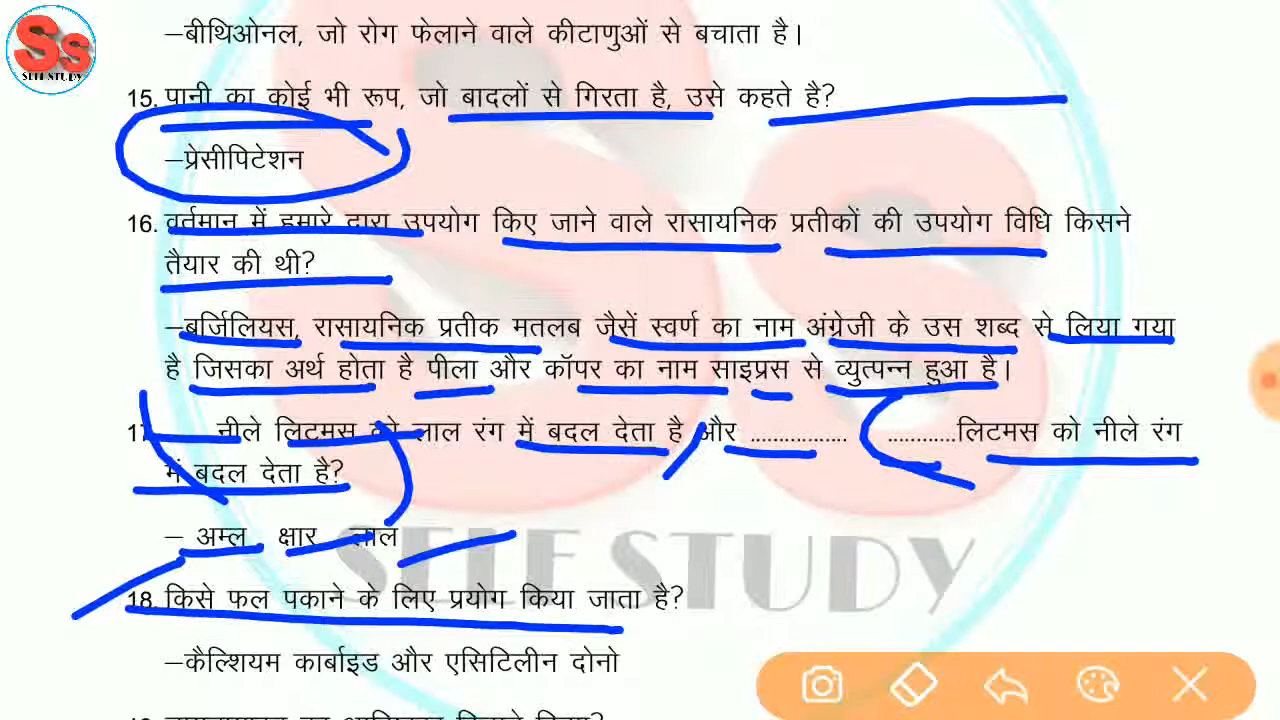 Ss
SELF STUDY
–बीथिओनल, जो रोग फेलाने वाले कीटाणुओं से बचाता है।
15. पानी का कोई भी रूप, जो बादलों से गिरता है, उसे कहते है?
–प्रेसीपिटेशन
16. वर्तमान में हमारे द्वारा उपयोग किए जाने वाले रासायनिक प्रतीकों की उपयोग विधि किसने
तैयार की थी?
–बर्जिलियस, रासायनिक प्रतीक मतलब जैसें स्वर्ण का नाम अंग्रेजी के उस शब्द से लिया गया
है जिसका अर्थ होता है पीला और कॉपर का नाम साइप्रस से व्युत्पन्न हुआ है।
17. नीले लिटमस को लाल रंग में बदल देता है और .................. ............लिटमस को नीले रंग
में बदल देता है?
– अम्ल क्षार लाल
18. किसे फल पकाने के लिए प्रयोग किया जाता है?
–कैल्शियम कार्बाइड और एसिटिलीन दोनो
SELF STUDY